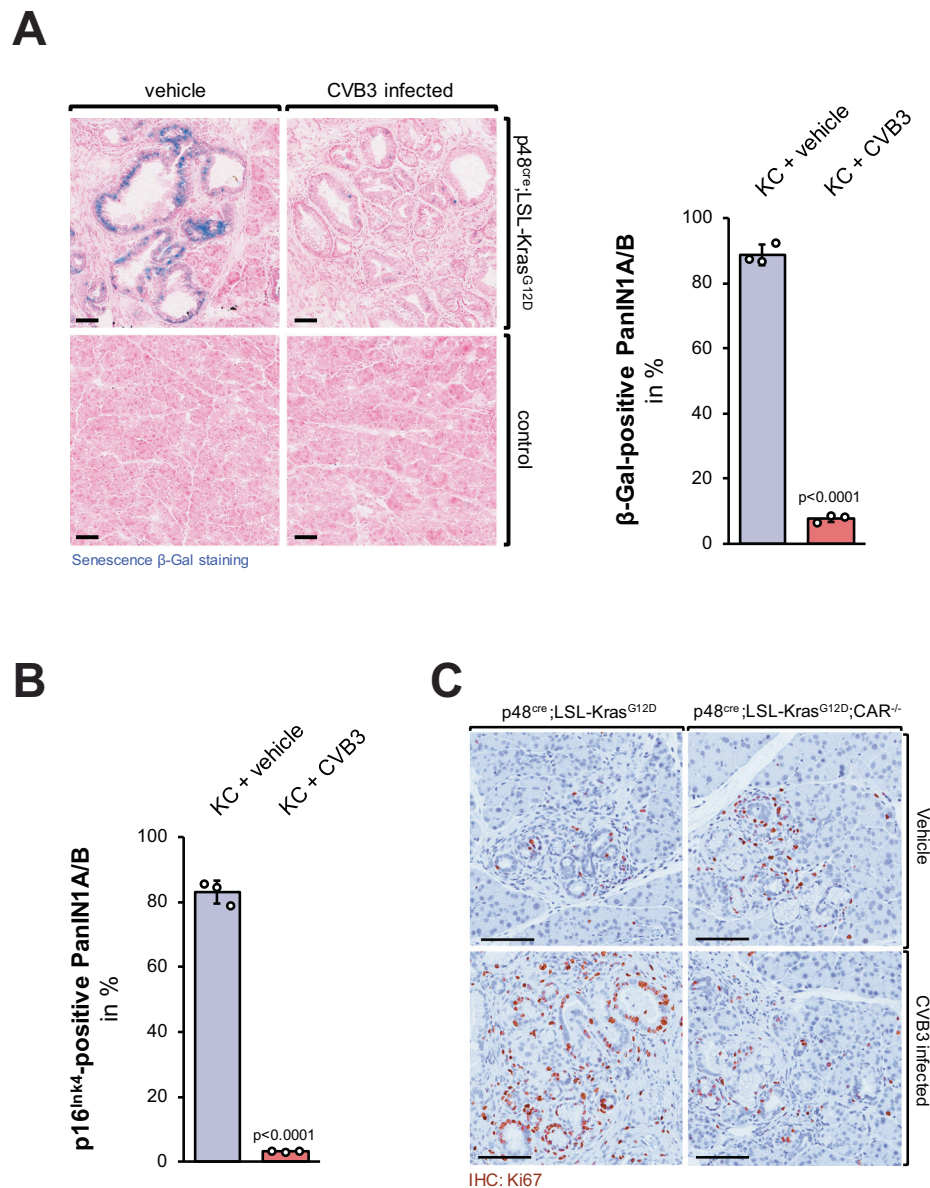 A
vehicle
CVB3 infected
p48cre;LSL-KrasG12D
control
Senescence β-Gal staining
KC + vehicle
KC + CVB3
β-Gal-positive PanIN1A/B
in %
100
80
60
40
20
0
p<0.0001
B
KC + vehicle
KC + CVB3
p16Ink4-positive PanIN1A/B
in %
100
80
60
40
20
0
p<0.0001
C
p48cre;LSL-KrasG12D
p48cre;LSL-KrasG12D;CAR-/-
Vehicle
CVB3 infected
IHC: Ki67